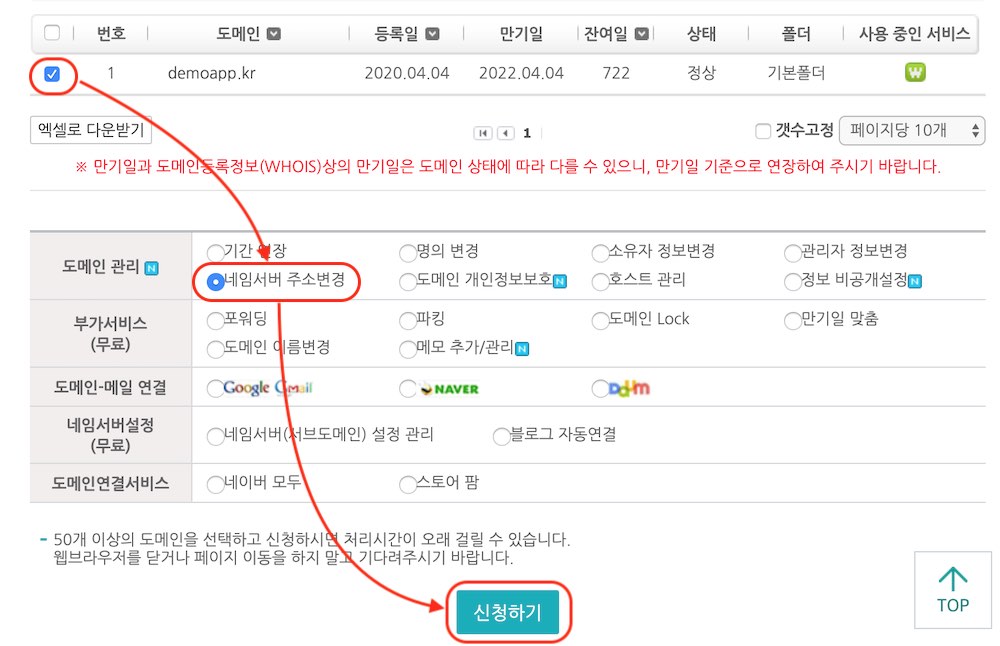 번호 도메인 등록일 만기일 잔여일 상태 폴더 사용 중인 서비스
1 demoapp.kr 2020.04.04 2022.04.04 722 정상 기본폴더 W
엑셀로 다운받기 1 갯수고정 페이지당 10개
※ 만기일과 도메인등록정보(WHOIS)상의 만기일은 도메인 상태에 따라 다를 수 있으니, 만기일 기준으로 연장하여 주시기 바랍니다.
도메인 관리 N
기간 연장 명의 변경 소유자 정보변경 관리자 정보변경
네임서버 주소변경 도메인 개인정보보호 N 호스트 관리 정보 비공개설정 N
부가서비스
(무료)
포워딩 파킹 도메인 Lock 만기일 맞춤
도메인 이름변경 메모 추가/관리 N
도메인-메일 연결 Google Gmail NAVER Daum
네임서버설정
(무료)
네임서버(서브도메인) 설정 관리 블로그 자동연결
도메인연결서비스 네이버 모두 스토어 팜
- 50개 이상의 도메인을 선택하고 신청하시면 처리시간이 오래 걸릴 수 있습니다.
웹브라우저를 닫거나 페이지 이동을 하지 말고 기다려주시기 바랍니다.
신청하기
TOP